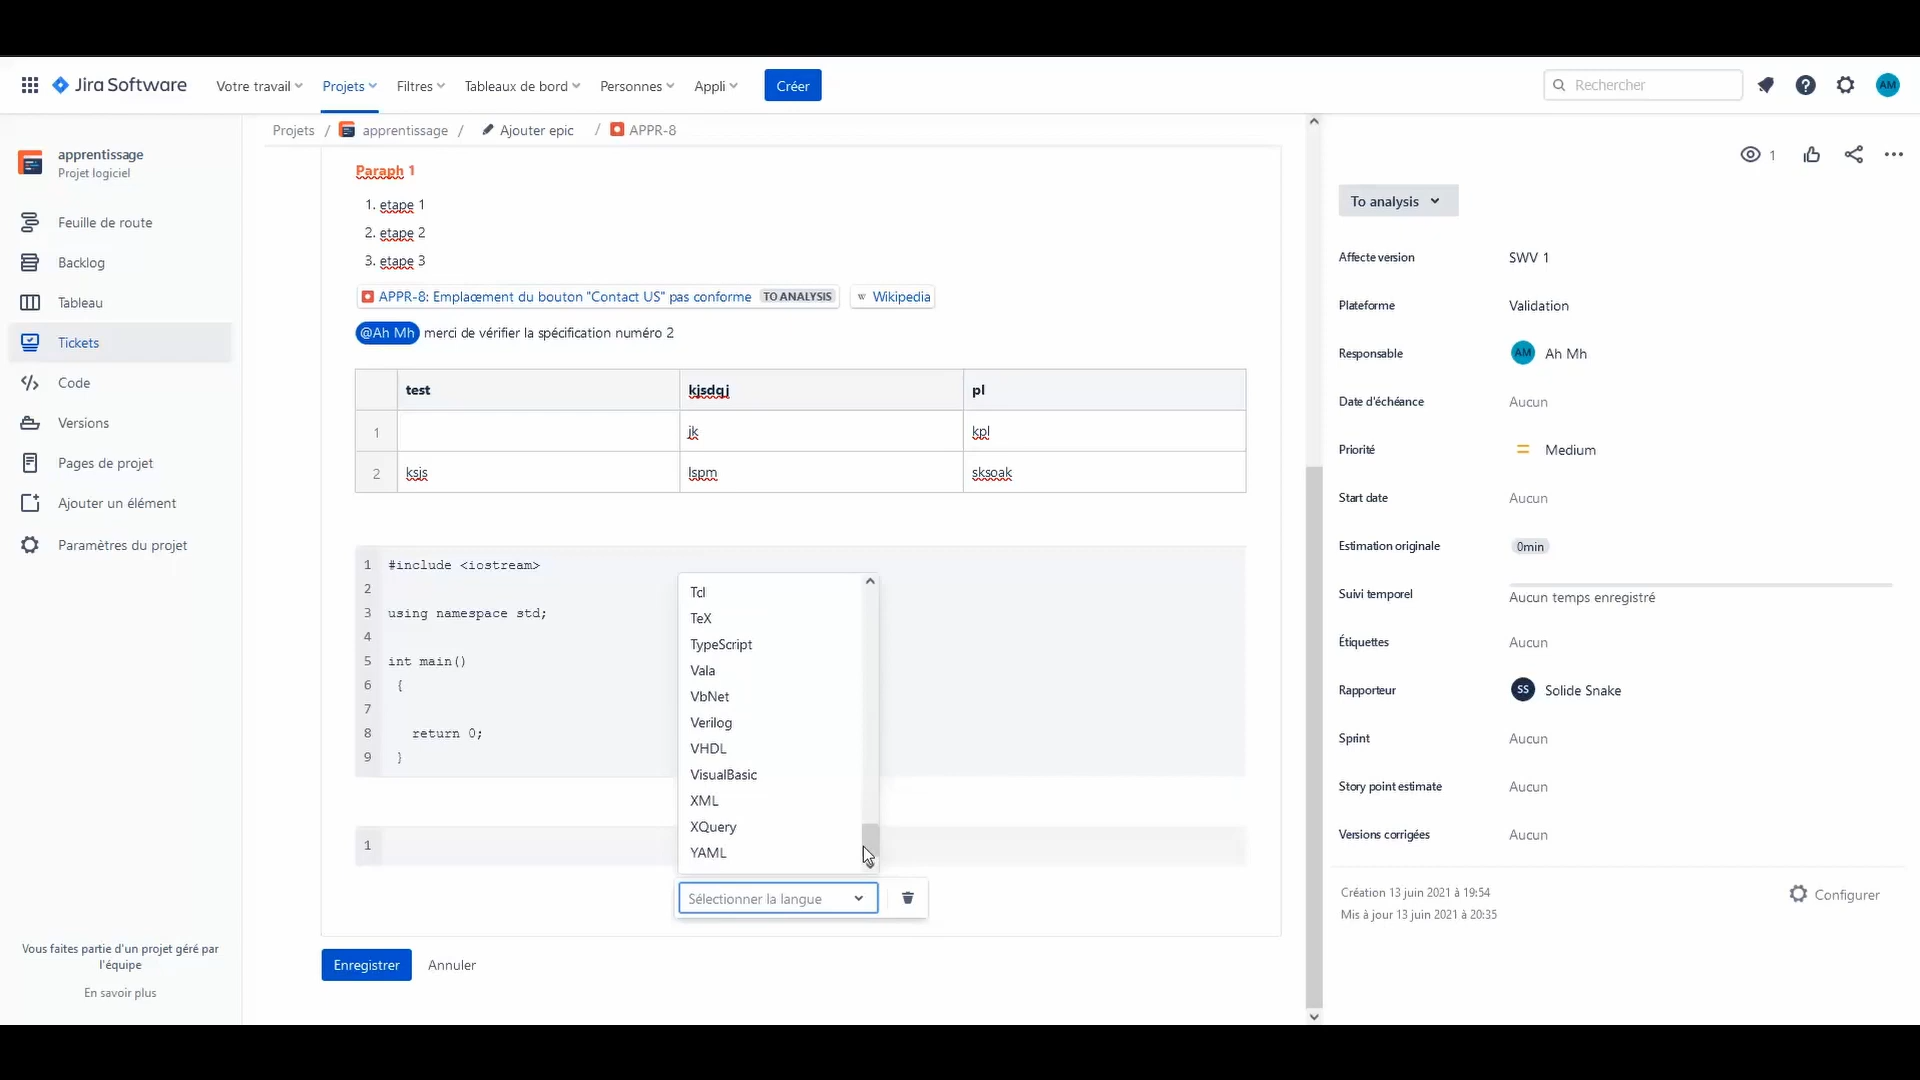 Jira Software
Votre travail
Projets
Filtres
Tableaux de bord
Personnes
Appli
Créer
Rechercher
AM
apprentissage
Projet logiciel
Feuille de route
Backlog
Tableau
Tickets
Code
Versions
Pages de projet
Ajouter un élément
Paramètres du projet
Vous faites partie d'un projet géré par
l'équipe
En savoir plus
Projets / apprentissage / Ajouter epic / APPR-8
Paraph 1
1. etape 1
2. etape 2
3. etape 3
APPR-8: Emplacement du bouton "Contact US" pas conforme TO ANALYSIS W Wikipedia
@Ah Mh merci de vérifier la spécification numéro 2
test kjsdqj pl
1 jk kpl
2 ksjs lspm sksoak
1 #include <iostream>
2
3 using namespace std;
4
5 int main()
6 {
7
8 return 0;
9 }
1
Tcl
TeX
TypeScript
Vala
VbNet
Verilog
VHDL
VisualBasic
XML
XQuery
YAML
Sélectionner la langue
Enregistrer
Annuler
1
To analysis
Affecte version SWV 1
Plateforme Validation
Responsable AM Ah Mh
Date d'échéance Aucun
Priorité Medium
Start date Aucun
Estimation originale 0min
Suivi temporel Aucun temps enregistré
Étiquettes Aucun
Rapporteur SS Solide Snake
Sprint Aucun
Story point estimate Aucun
Versions corrigées Aucun
Création 13 juin 2021 à 19:54
Mis à jour 13 juin 2021 à 20:35
Configurer